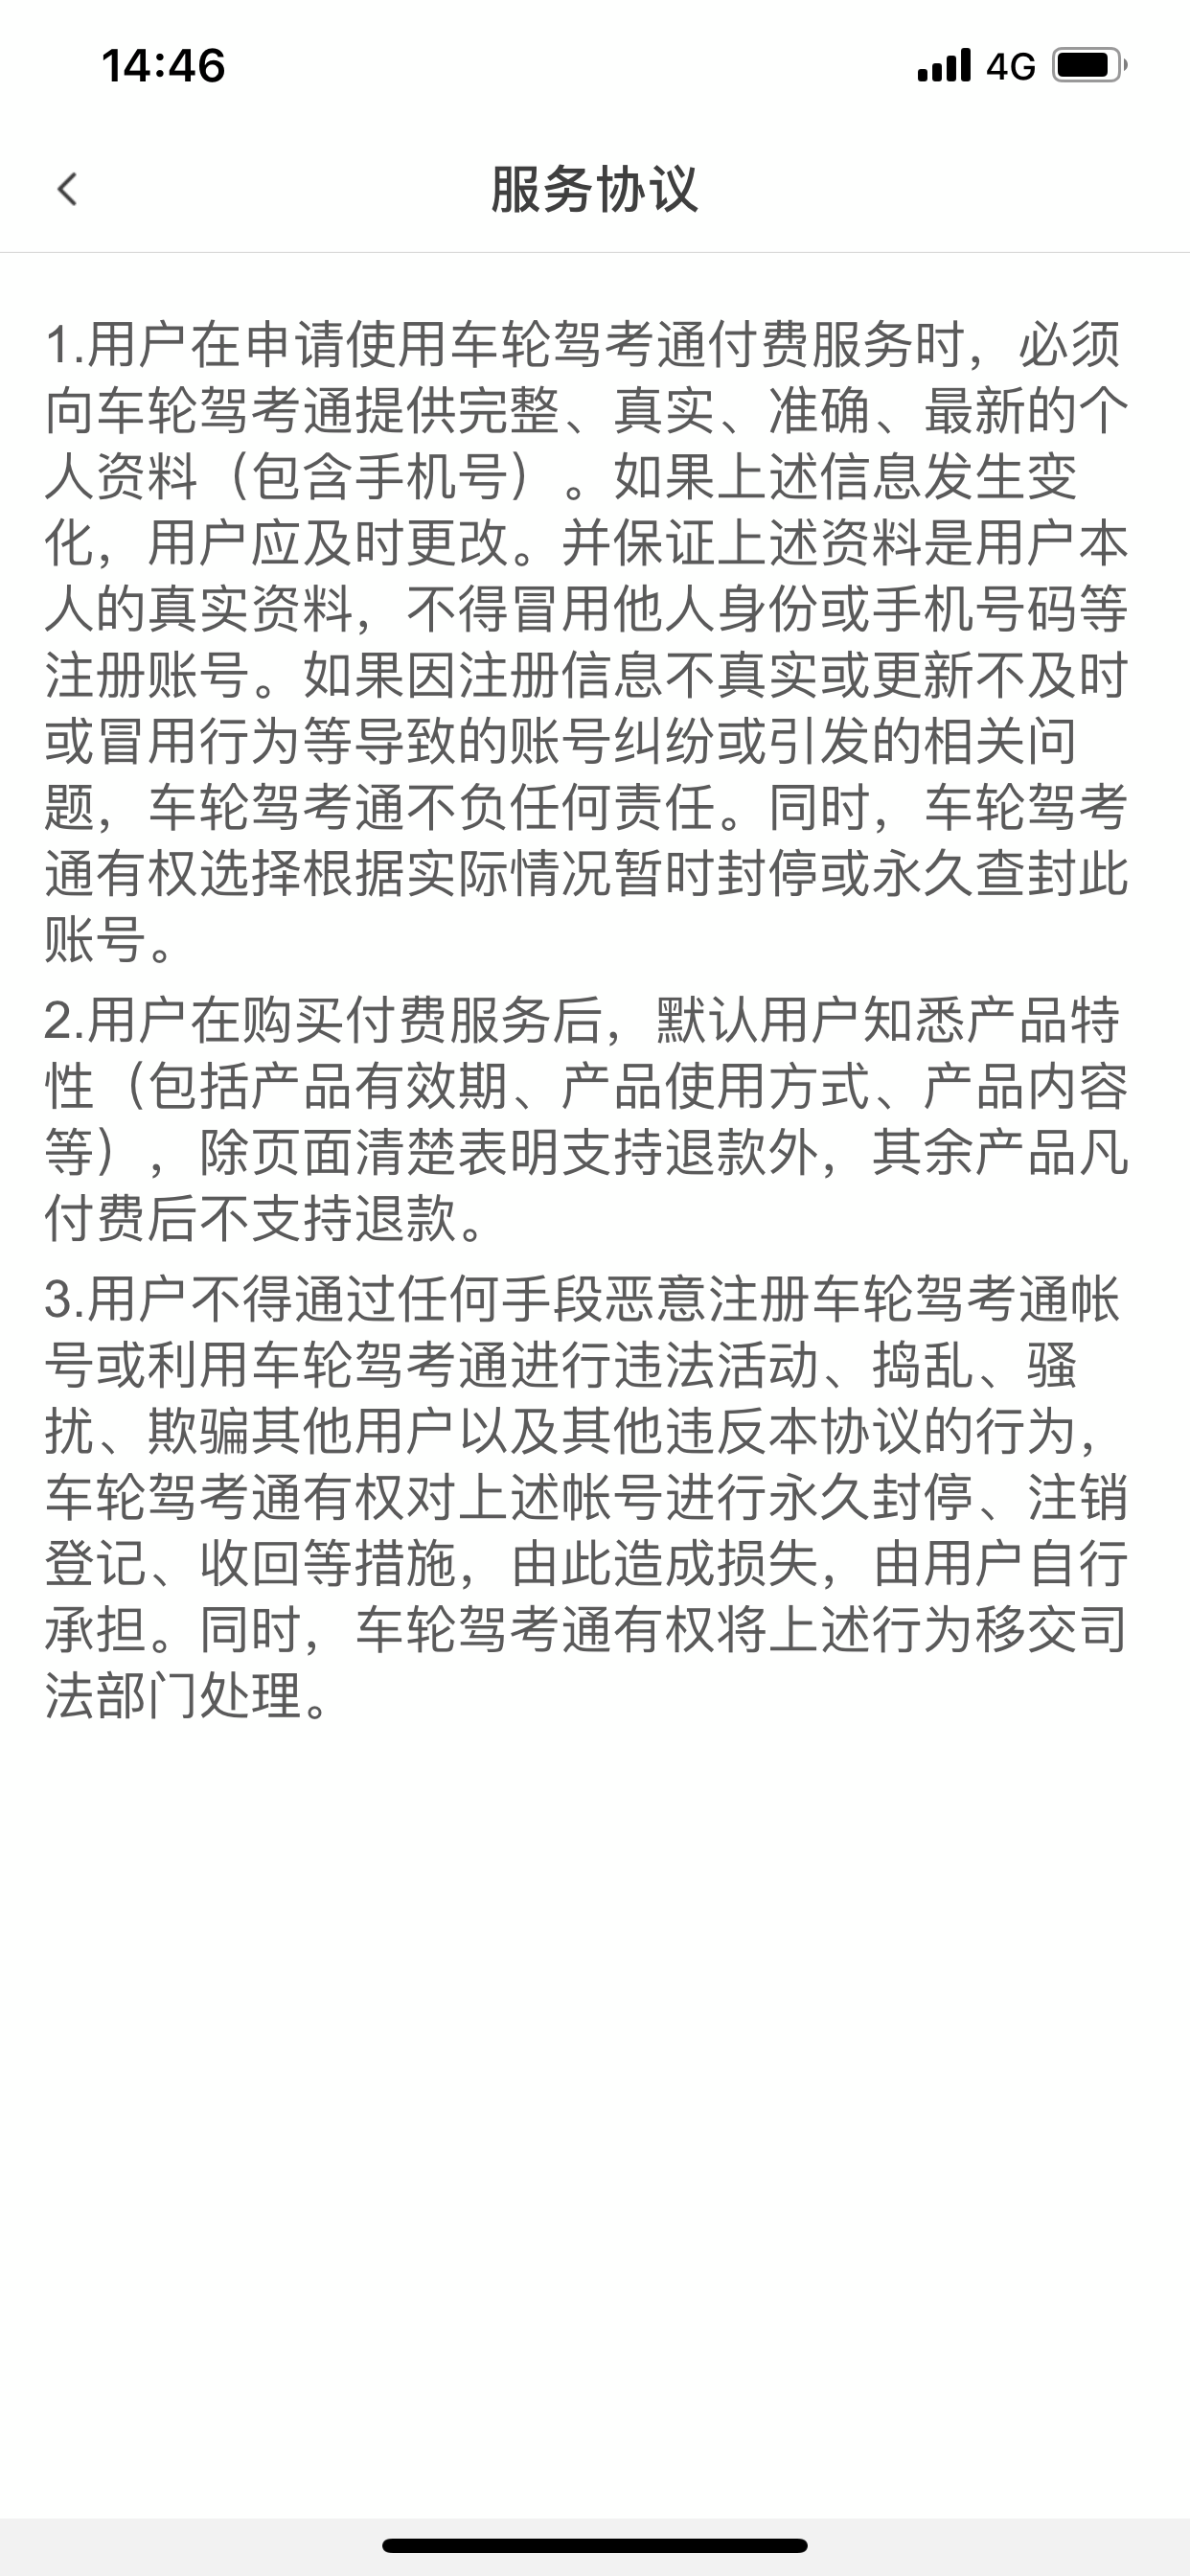 14:46
4G
服务协议
1.用户在申请使用车轮驾考通付费服务时，必须
向车轮驾考通提供完整、真实、准确、最新的个
人资料（包含手机号）。如果上述信息发生变
化，用户应及时更改。并保证上述资料是用户本
人的真实资料，不得冒用他人身份或手机号码等
注册账号。如果因注册信息不真实或更新不及时
或冒用行为等导致的账号纠纷或引发的相关问
题，车轮驾考通不负任何责任。同时，车轮驾考
通有权选择根据实际情况暂时封停或永久查封此
账号。
2.用户在购买付费服务后，默认用户知悉产品特
性（包括产品有效期、产品使用方式、产品内容
等），除页面清楚表明支持退款外，其余产品凡
付费后不支持退款。
3.用户不得通过任何手段恶意注册车轮驾考通帐
号或利用车轮驾考通进行违法活动、捣乱、骚
扰、欺骗其他用户以及其他违反本协议的行为，
车轮驾考通有权对上述帐号进行永久封停、注销
登记、收回等措施，由此造成损失，由用户自行
承担。同时，车轮驾考通有权将上述行为移交司
法部门处理。